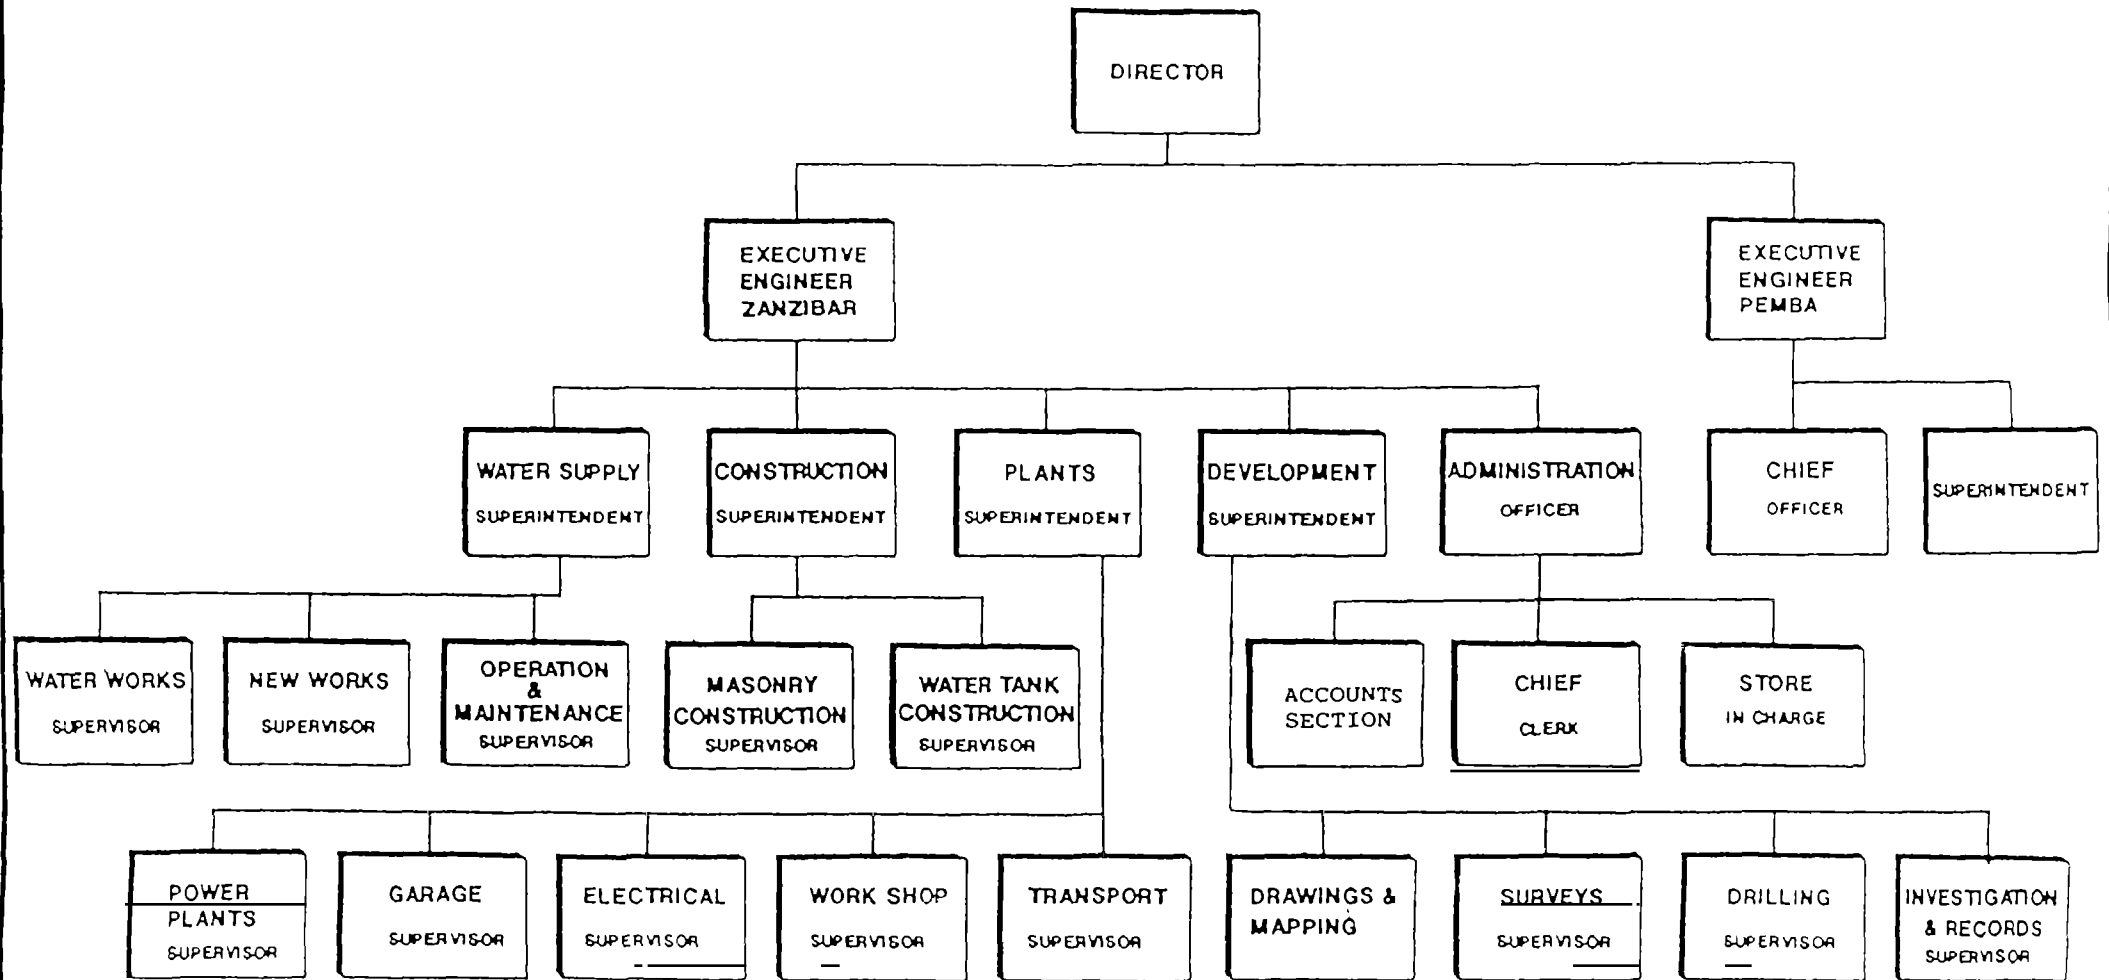 DIRECTOR
EXECUTIVE
ENGINEER
ZANZIBAR
EXECUTIVE
ENGINEER
PEMBA
WATER SUPPLY
SUPERINTENDENT
CONSTRUCTION
SUPERINTENDENT
PLANTS
SUPERINTENDENT
DEVELOPMENT
SUPERINTENDENT
ADMINISTRATION
OFFICER
CHIEF
OFFICER
SUPERINTENDENT
WATER WORKS
SUPERVISOR
NEW WORKS
SUPERVISOR
OPERATION
&
MAINTENANCE
SUPERVISOR
MASONRY
CONSTRUCTION
SUPERVISOR
WATER TANK
CONSTRUCTION
SUPERVISOR
ACCOUNTS
SECTION
CHIEF
CLERK
STORE
IN CHARGE
POWER
PLANTS
SUPERVISOR
GARAGE
SUPERVISOR
ELECTRICAL
SUPERVISOR
WORK SHOP
SUPERVISOR
TRANSPORT
SUPERVISOR
DRAWINGS &
MAPPING
SURVEYS
SUPERVISOR
DRILLING
SUPERVISOR
INVESTIGATION
& RECORDS
SUPERVISOR